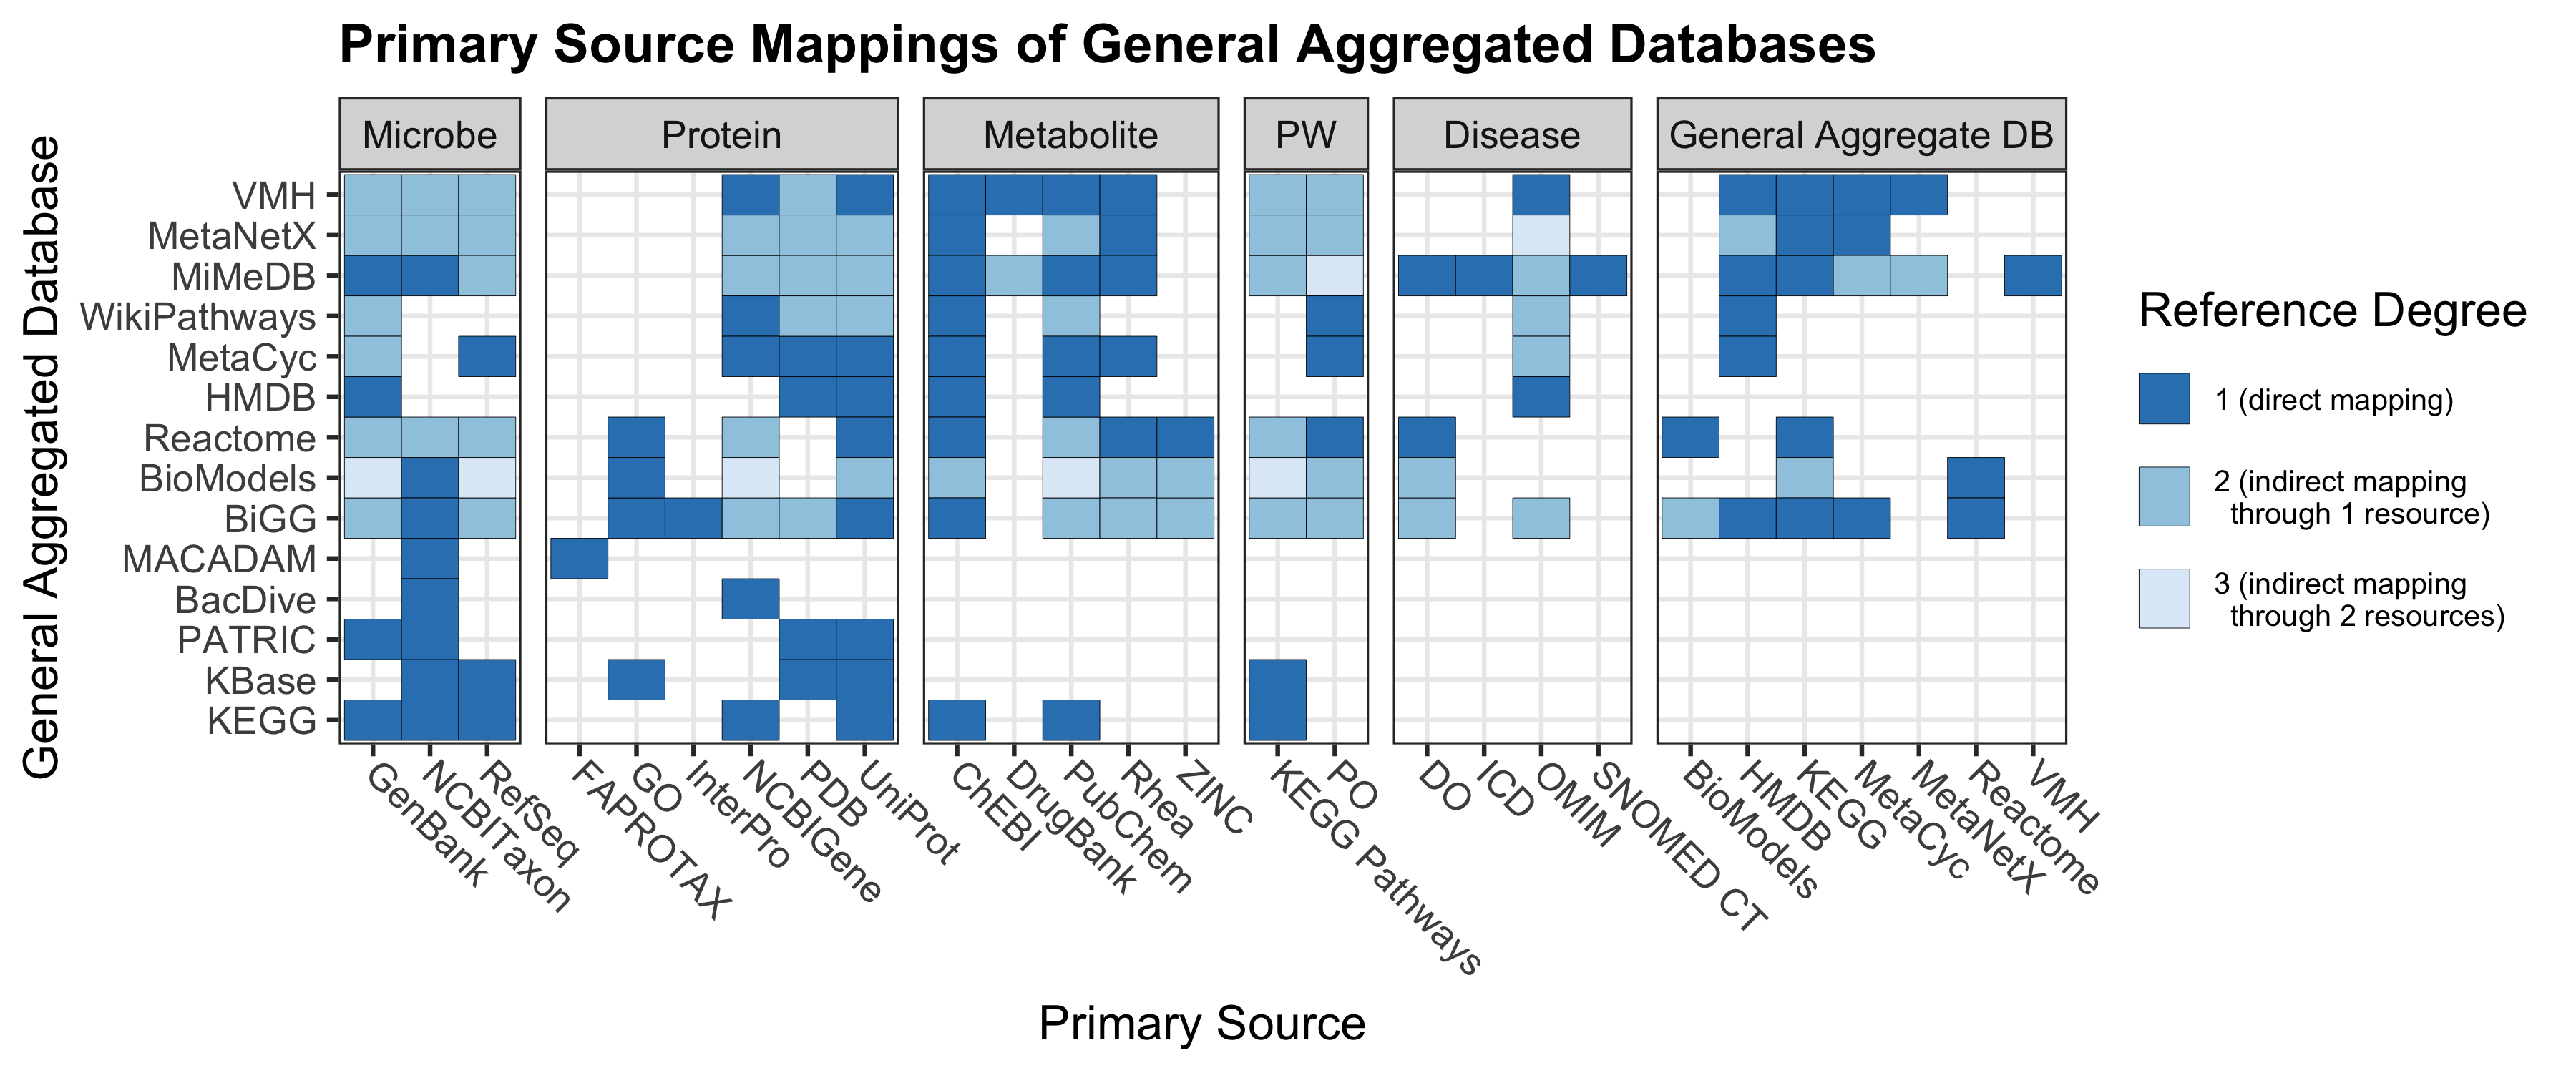 Primary Source Mappings of General Aggregated Databases
Microbe
Protein
Metabolite
PW
Disease
General Aggregate DB
General Aggregated Database
VMH
MetaNetX
MiMeDB
WikiPathways
MetaCyc
HMDB
Reactome
BioModels
BiGG
MACADAM
BacDive
PATRIC
KBase
KEGG
GenBank
NCBITaxon
RefSeq
FAPROTAX
GO
InterPro
NCBIGene
PDB
UniProt
ChEBI
DrugBank
PubChem
Rhea
ZINC
KEGG Pathways
PO
DO
ICD
OMIM
SNOMED CT
BioModels
HMDB
KEGG
MetaCyc
MetaNetX
Reactome
VMH
Primary Source
Reference Degree
1 (direct mapping)
2 (indirect mapping
through 1 resource)
3 (indirect mapping
through 2 resources)